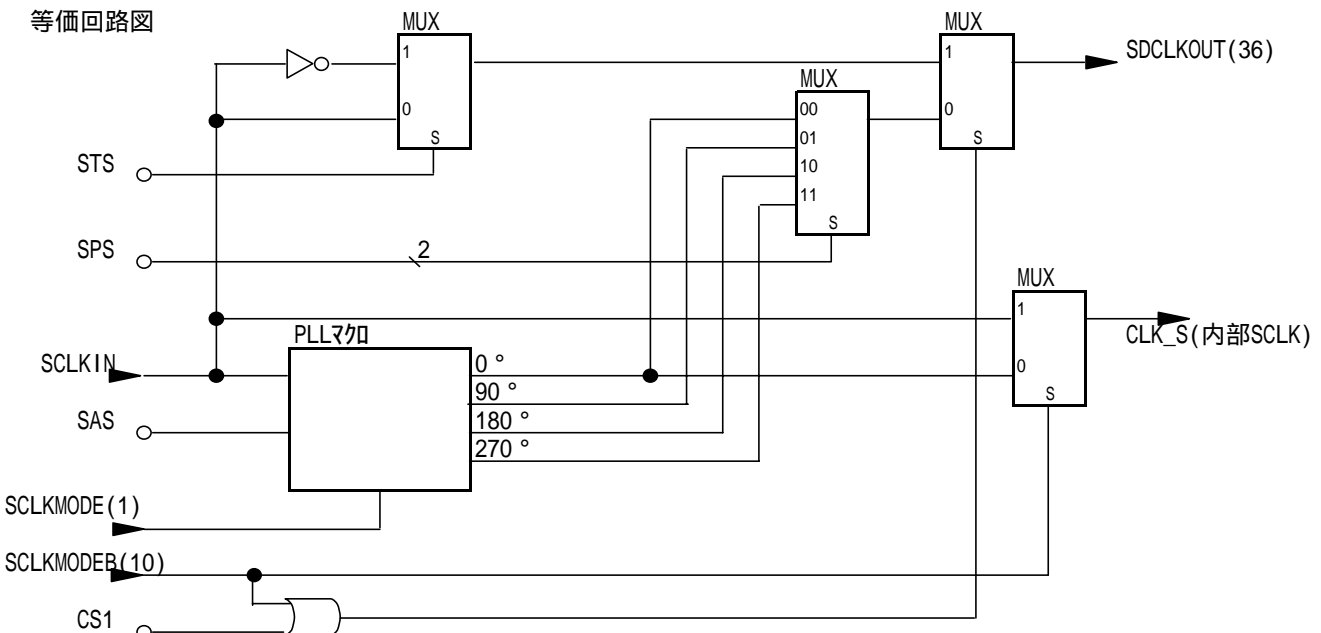 等価回路図
MUX
1
0
S
MUX
1
0
S
SDCLKOUT(36)
MUX
00
01
10
11
S
STS
SPS
2
MUX
1
0
S
CLK_S(内部SCLK)
PLLﾏｸﾛ
SCLKIN
0°
90°
180°
270°
SAS
SCLKMODE(1)
SCLKMODEB(10)
CS1